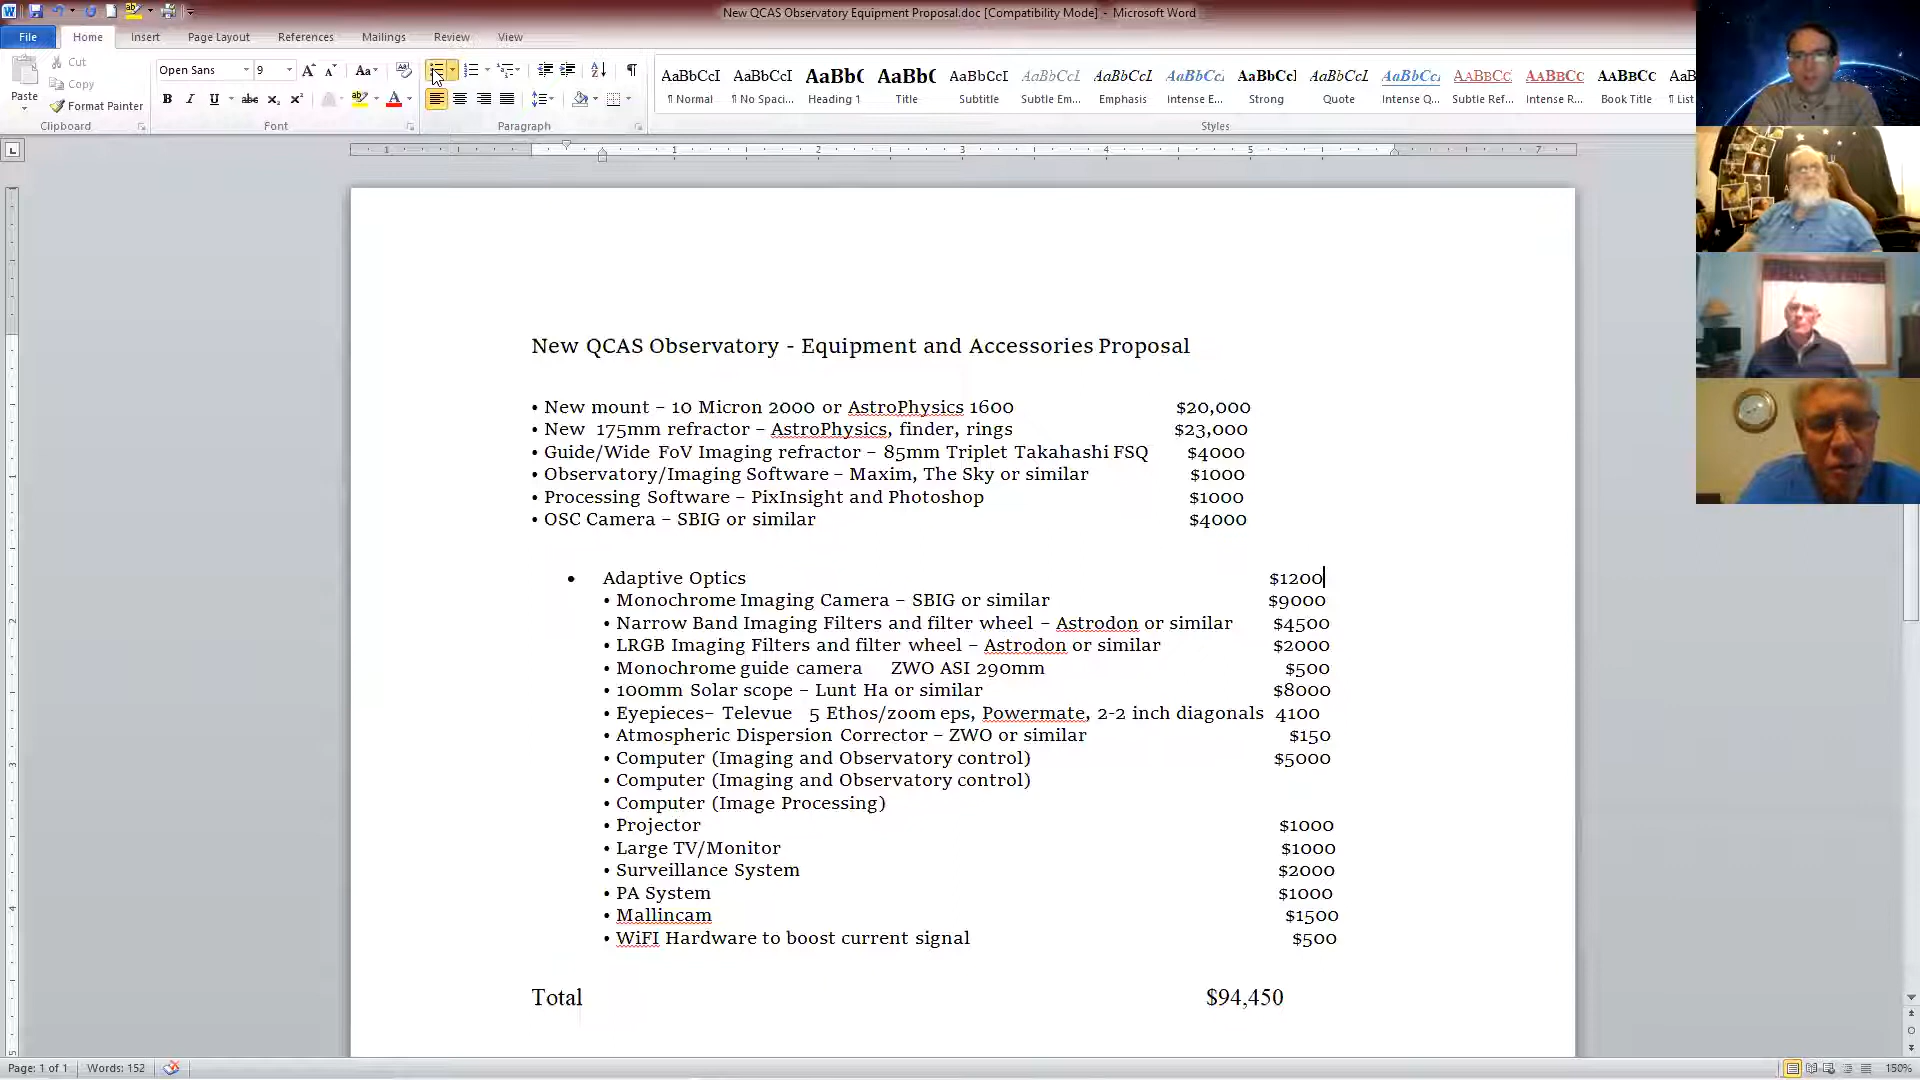 New QCAS Observatory Equipment Proposal.doc [Compatibility Mode] - Microsoft Word
File Home Insert Page Layout References Mailings Review View
Paste
Cut
Copy
Format Painter
Open Sans 9
AaBbCcI AaBbCcI AaBbC AaBbC AaBbCcI AaBbCcL AaBbCcL AaBbCcL AaBbCcI AaBbCcL AaBbCcI AaBbCc AaBbCc AaBbCc
¶ Normal ¶ No Spaci... Heading 1 Title Subtitle Subtle Em... Emphasis Intense E... Strong Quote Intense Q... Subtle Ref... Intense R... Book Title ¶ List
Clipboard Font Paragraph Styles
1 1 2 3 4 5 7
New QCAS Observatory - Equipment and Accessories Proposal
• New mount – 10 Micron 2000 or AstroPhysics 1600 $20,000
• New 175mm refractor – AstroPhysics, finder, rings $23,000
• Guide/Wide FoV Imaging refractor – 85mm Triplet Takahashi FSQ $4000
• Observatory/Imaging Software – Maxim, The Sky or similar $1000
• Processing Software – PixInsight and Photoshop $1000
• OSC Camera – SBIG or similar $4000
• Adaptive Optics $1200
• Monochrome Imaging Camera – SBIG or similar $9000
• Narrow Band Imaging Filters and filter wheel – Astrodon or similar $4500
• LRGB Imaging Filters and filter wheel – Astrodon or similar $2000
• Monochrome guide camera ZWO ASI 290mm $500
• 100mm Solar scope – Lunt Ha or similar $8000
• Eyepieces– Televue 5 Ethos/zoom eps, Powermate, 2-2 inch diagonals 4100
• Atmospheric Dispersion Corrector – ZWO or similar $150
• Computer (Imaging and Observatory control) $5000
• Computer (Imaging and Observatory control)
• Computer (Image Processing)
• Projector $1000
• Large TV/Monitor $1000
• Surveillance System $2000
• PA System $1000
• Mallincam $1500
• WiFI Hardware to boost current signal $500
Total $94,450
Page: 1 of 1 Words: 152 150%